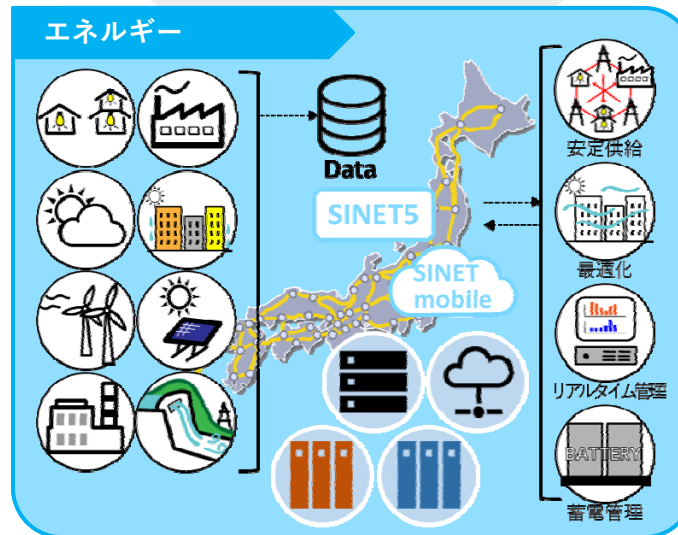 エネルギー
Data
SINET5
SINET
mobile
安定供給
最適化
リアルタイム管理
BATTERY
蓄電管理